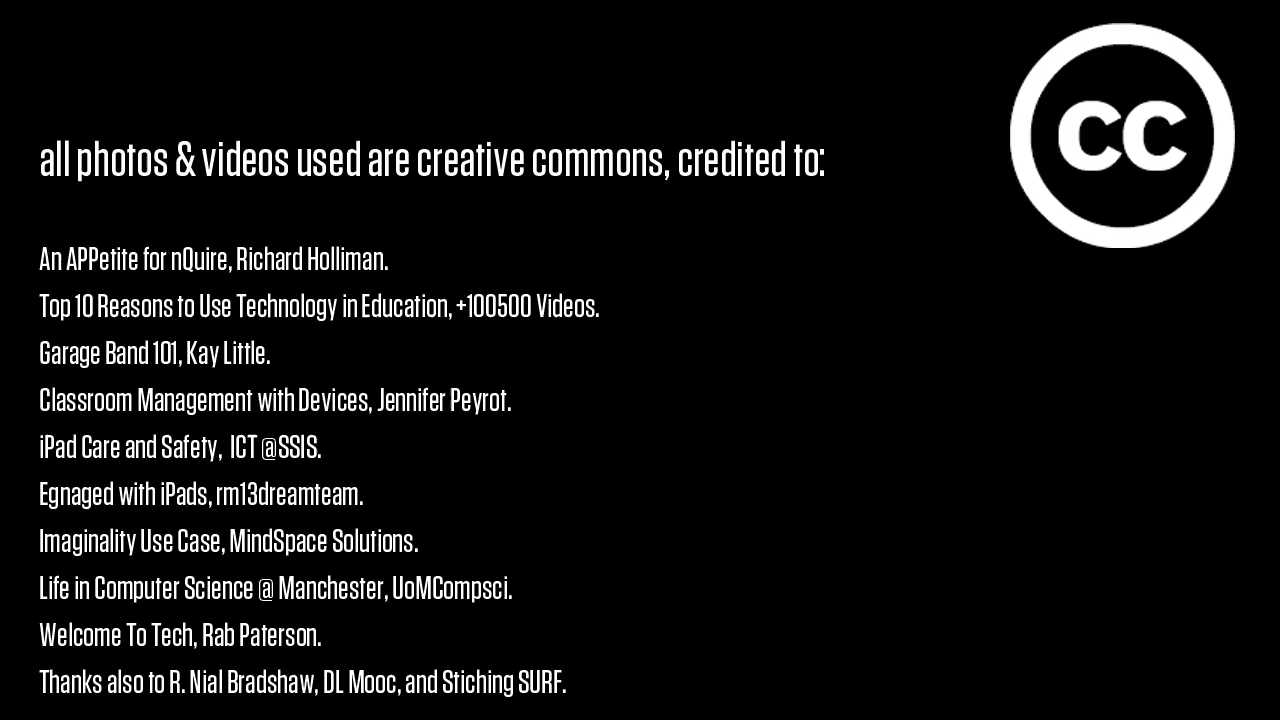 cc
all photos & videos used are creative commons, credited to:
An APPetite for nQuire, Richard Holliman.
Top 10 Reasons to Use Technology in Education, +100500 Videos.
Garage Band 101, Kay Little.
Classroom Management with Devices, Jennifer Peyrot.
iPad Care and Safety, ICT @SSIS.
Egnaged with iPads, rm13dreamteam.
Imaginality Use Case, MindSpace Solutions.
Life in Computer Science @ Manchester, UoMCompsci.
Welcome To Tech, Rab Paterson.
Thanks also to R. Nial Bradshaw, DL Mooc, and Stiching SURF.